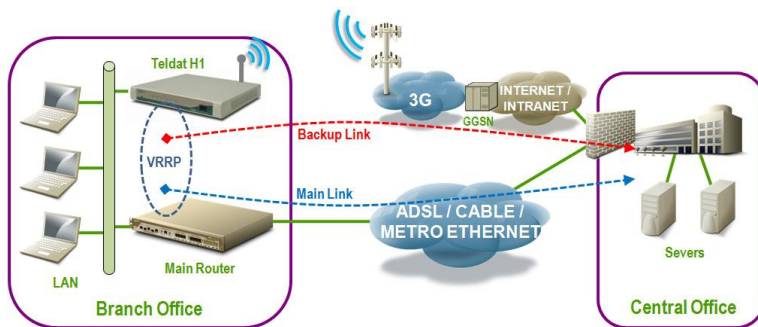 Teldat H1
3G
GGSN
INTERNET /
INTRANET
VRRP
Backup Link
Main Link
ADSL / CABLE /
METRO ETHERNET
LAN
Main Router
Severs
Branch Office
Central Office